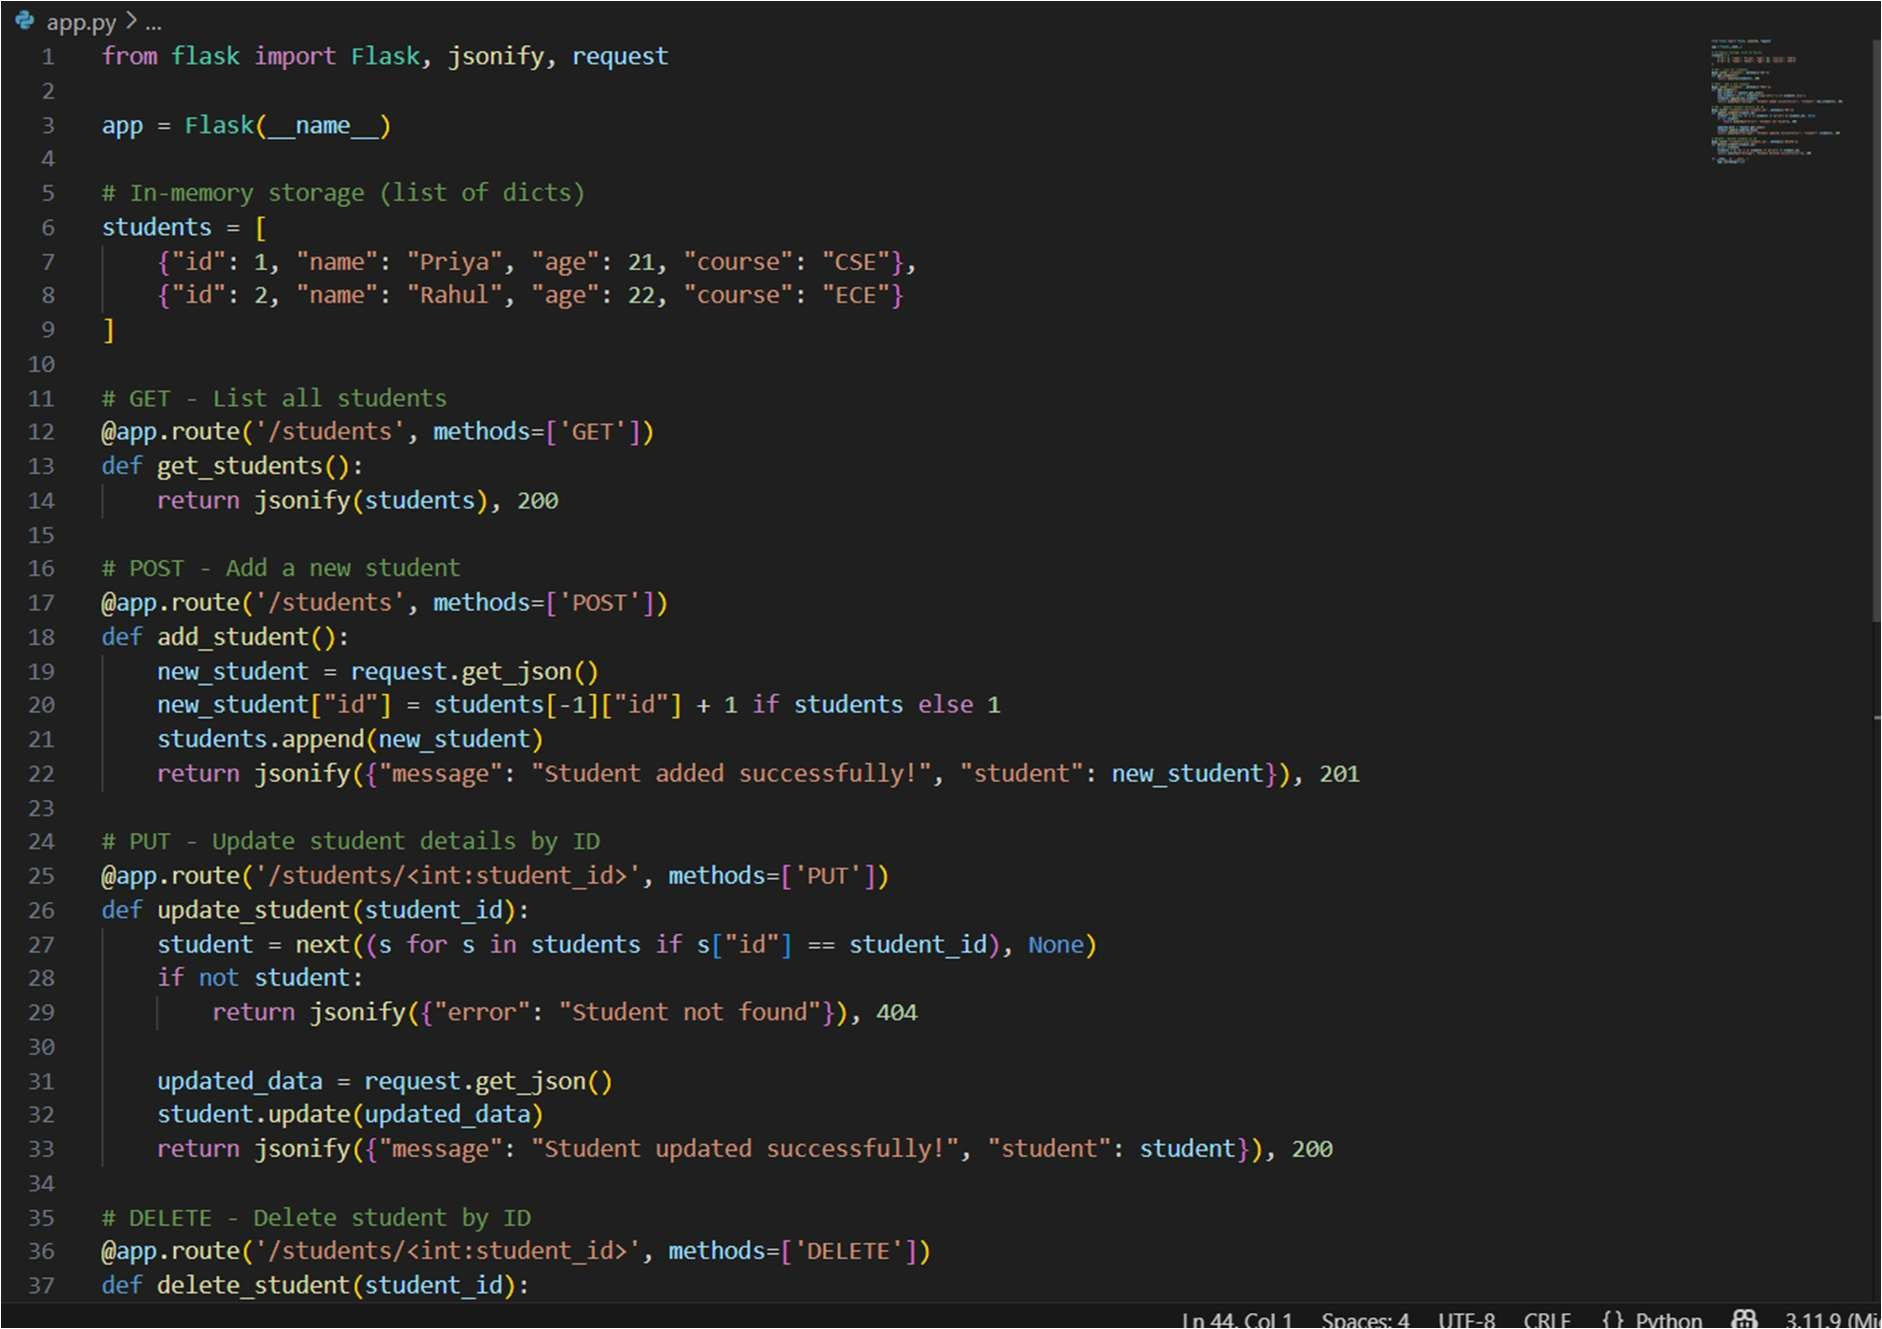 app.py > ...
1 from flask import Flask, jsonify, request
2
3 app = Flask(__name__)
4
5 # In-memory storage (list of dicts)
6 students = [
7     {"id": 1, "name": "Priya", "age": 21, "course": "CSE"},
8     {"id": 2, "name": "Rahul", "age": 22, "course": "ECE"}
9 ]
10
11 # GET - List all students
12 @app.route('/students', methods=['GET'])
13 def get_students():
14     return jsonify(students), 200
15
16 # POST - Add a new student
17 @app.route('/students', methods=['POST'])
18 def add_student():
19     new_student = request.get_json()
20     new_student["id"] = students[-1]["id"] + 1 if students else 1
21     students.append(new_student)
22     return jsonify({"message": "Student added successfully!", "student": new_student}), 201
23
24 # PUT - Update student details by ID
25 @app.route('/students/<int:student_id>', methods=['PUT'])
26 def update_student(student_id):
27     student = next((s for s in students if s["id"] == student_id), None)
28     if not student:
29         return jsonify({"error": "Student not found"}), 404
30
31     updated_data = request.get_json()
32     student.update(updated_data)
33     return jsonify({"message": "Student updated successfully!", "student": student}), 200
34
35 # DELETE - Delete student by ID
36 @app.route('/students/<int:student_id>', methods=['DELETE'])
37 def delete_student(student_id):
Ln 44, Col 1 Spaces: 4 UTF-8 CRLF {} Python 3.11.9